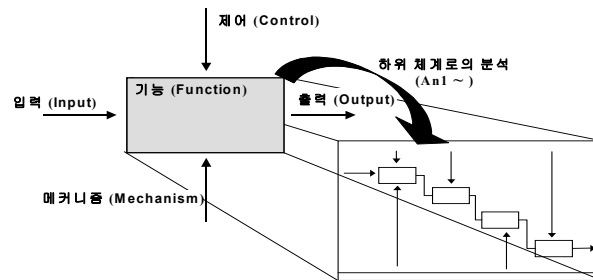 제어 (Control)
하위 체계로의 분석
(An1 ~ )
기능 (Function)
입력 (Input)
출력 (Output)
메커니즘 (Mechanism)